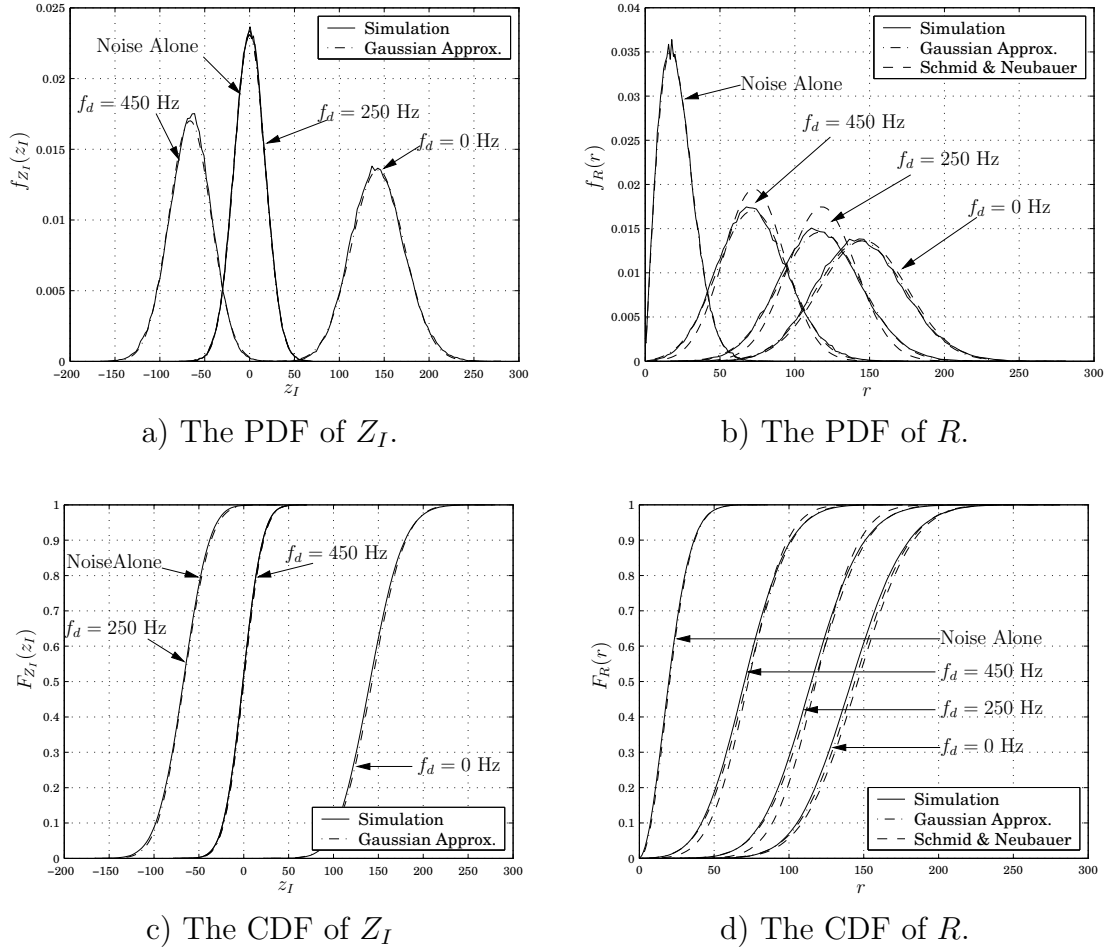 Simulation
Gaussian Approx.
Noise Alone
f_d = 450 Hz
f_d = 250 Hz
f_d = 0 Hz
f_{Z_I}(z_I)
0.025
0.02
0.015
0.01
0.005
0
−200 −150 −100 −50 0 50 100 150 200 250 300
z_I
a) The PDF of Z_I.
Simulation
Gaussian Approx.
Schmid & Neubauer
Noise Alone
f_d = 450 Hz
f_d = 250 Hz
f_d = 0 Hz
f_R(r)
0.04
0.035
0.03
0.025
0.02
0.015
0.01
0.005
0
0 50 100 150 200 250 300
r
b) The PDF of R.
NoiseAlone
f_d = 450 Hz
f_d = 250 Hz
f_d = 0 Hz
F_{Z_I}(z_I)
1
0.9
0.8
0.7
0.6
0.5
0.4
0.3
0.2
0.1
0
Simulation
Gaussian Approx.
−200 −150 −100 −50 0 50 100 150 200 250 300
z_I
c) The CDF of Z_I
F_R(r)
1
0.9
0.8
0.7
0.6
0.5
0.4
0.3
0.2
0.1
0
Noise Alone
f_d = 450 Hz
f_d = 250 Hz
f_d = 0 Hz
Simulation
Gaussian Approx.
Schmid & Neubauer
0 50 100 150 200 250 300
r
d) The CDF of R.